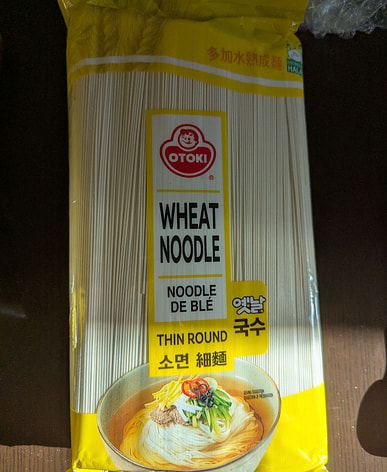 多加水熟成麵
HALAL
OTOKI
®
WHEAT
NOODLE
NOODLE
DE BLÉ
옛날
국수
THIN ROUND
소면 細麵